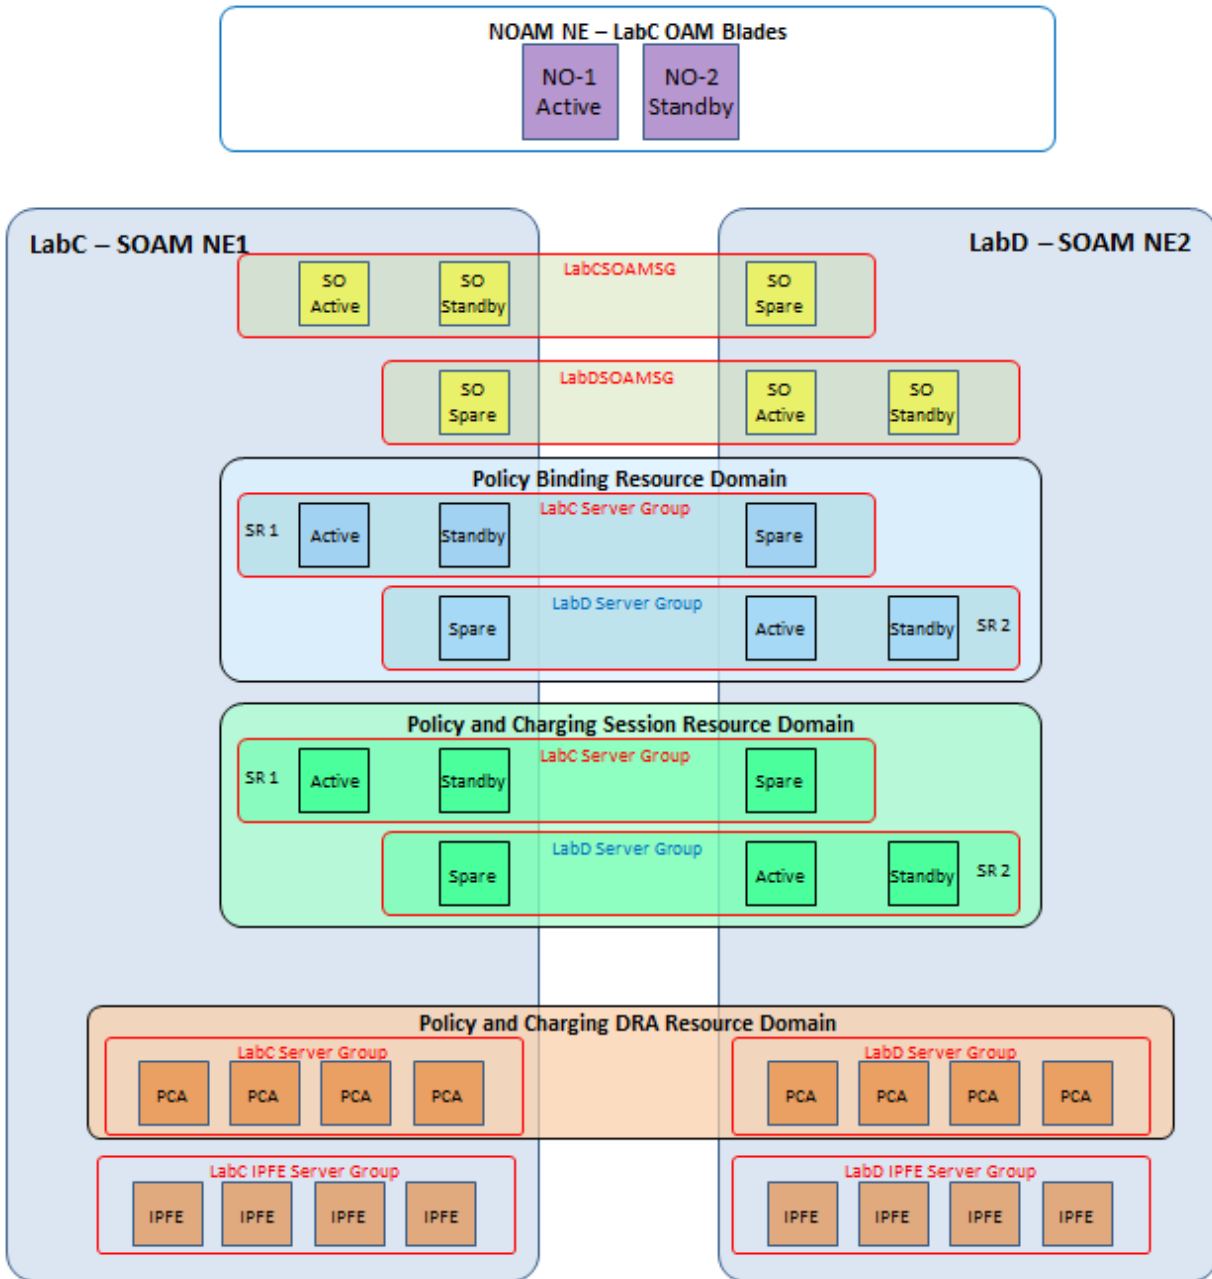 NOAM NE – LabC OAM Blades
NO-1
Active
NO-2
Standby
LabC – SOAM NE1
LabD – SOAM NE2
LabCSOAMSG
SO
Active
SO
Standby
SO
Spare
LabDSOAMSG
SO
Spare
SO
Active
SO
Standby
Policy Binding Resource Domain
LabC Server Group
SR 1
Active
Standby
Spare
LabD Server Group
Spare
Active
Standby
SR 2
Policy and Charging Session Resource Domain
LabC Server Group
SR 1
Active
Standby
Spare
LabD Server Group
Spare
Active
Standby
SR 2
Policy and Charging DRA Resource Domain
LabC Server Group
PCA
PCA
PCA
PCA
LabD Server Group
PCA
PCA
PCA
PCA
LabC IPFE Server Group
IPFE
IPFE
IPFE
IPFE
LabD IPFE Server Group
IPFE
IPFE
IPFE
IPFE